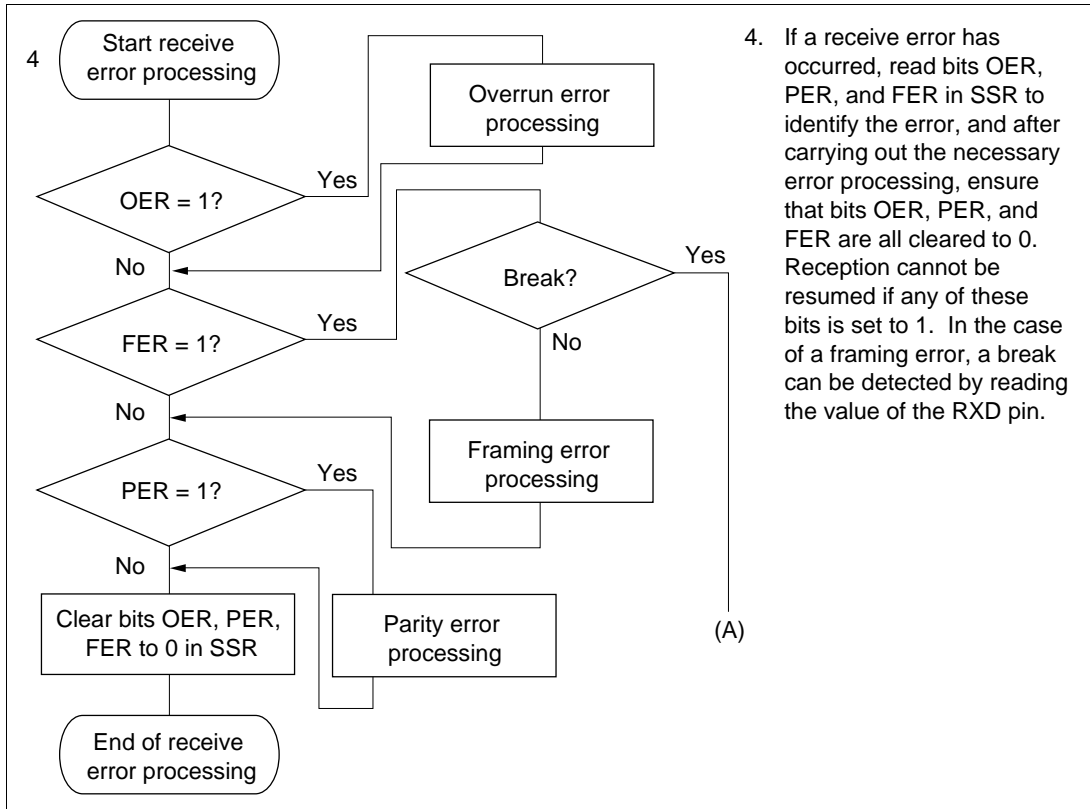 4
Start receive
error processing
OER = 1?
Yes
No
Overrun error
processing
FER = 1?
Yes
No
Break?
Yes
No
Framing error
processing
PER = 1?
Yes
No
Clear bits OER, PER,
FER to 0 in SSR
Parity error
processing
(A)
End of receive
error processing
4. If a receive error has
occurred, read bits OER,
PER, and FER in SSR to
identify the error, and after
carrying out the necessary
error processing, ensure
that bits OER, PER, and
FER are all cleared to 0.
Reception cannot be
resumed if any of these
bits is set to 1. In the case
of a framing error, a break
can be detected by reading
the value of the RXD pin.